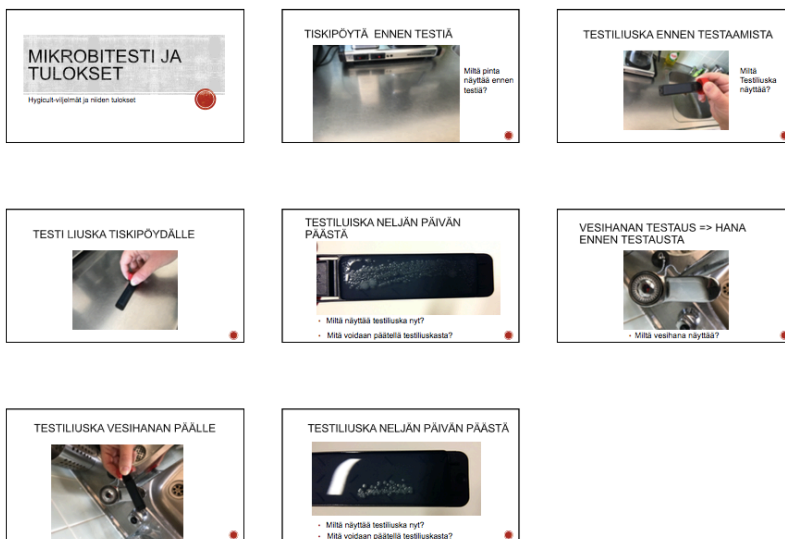 MIKROBITESTI JA
TULOKSET
Hygicult-viljelmät ja niiden tulokset
TISKIPÖYTÄ ENNEN TESTIÄ
Miltä pinta
näyttää ennen
testiä?
TESTILIUSKA ENNEN TESTAAMISTA
Miltä
Testiliuska
näyttää?
TESTI LIUSKA TISKIPÖYDÄLLE
TESTILUISKA NELJÄN PÄIVÄN
PÄÄSTÄ
• Miltä näyttää testiliuska nyt?
• Mitä voidaan päätellä testiliuskasta?
VESIHANAN TESTAUS => HANA
ENNEN TESTAUSTA
• Miltä vesihana näyttää?
TESTILIUSKA VESIHANAN PÄÄLLE
TESTILIUSKA NELJÄN PÄIVÄN PÄÄSTÄ
• Miltä näyttää testiliuska nyt?
• Mitä voidaan päätellä testiliuskasta?